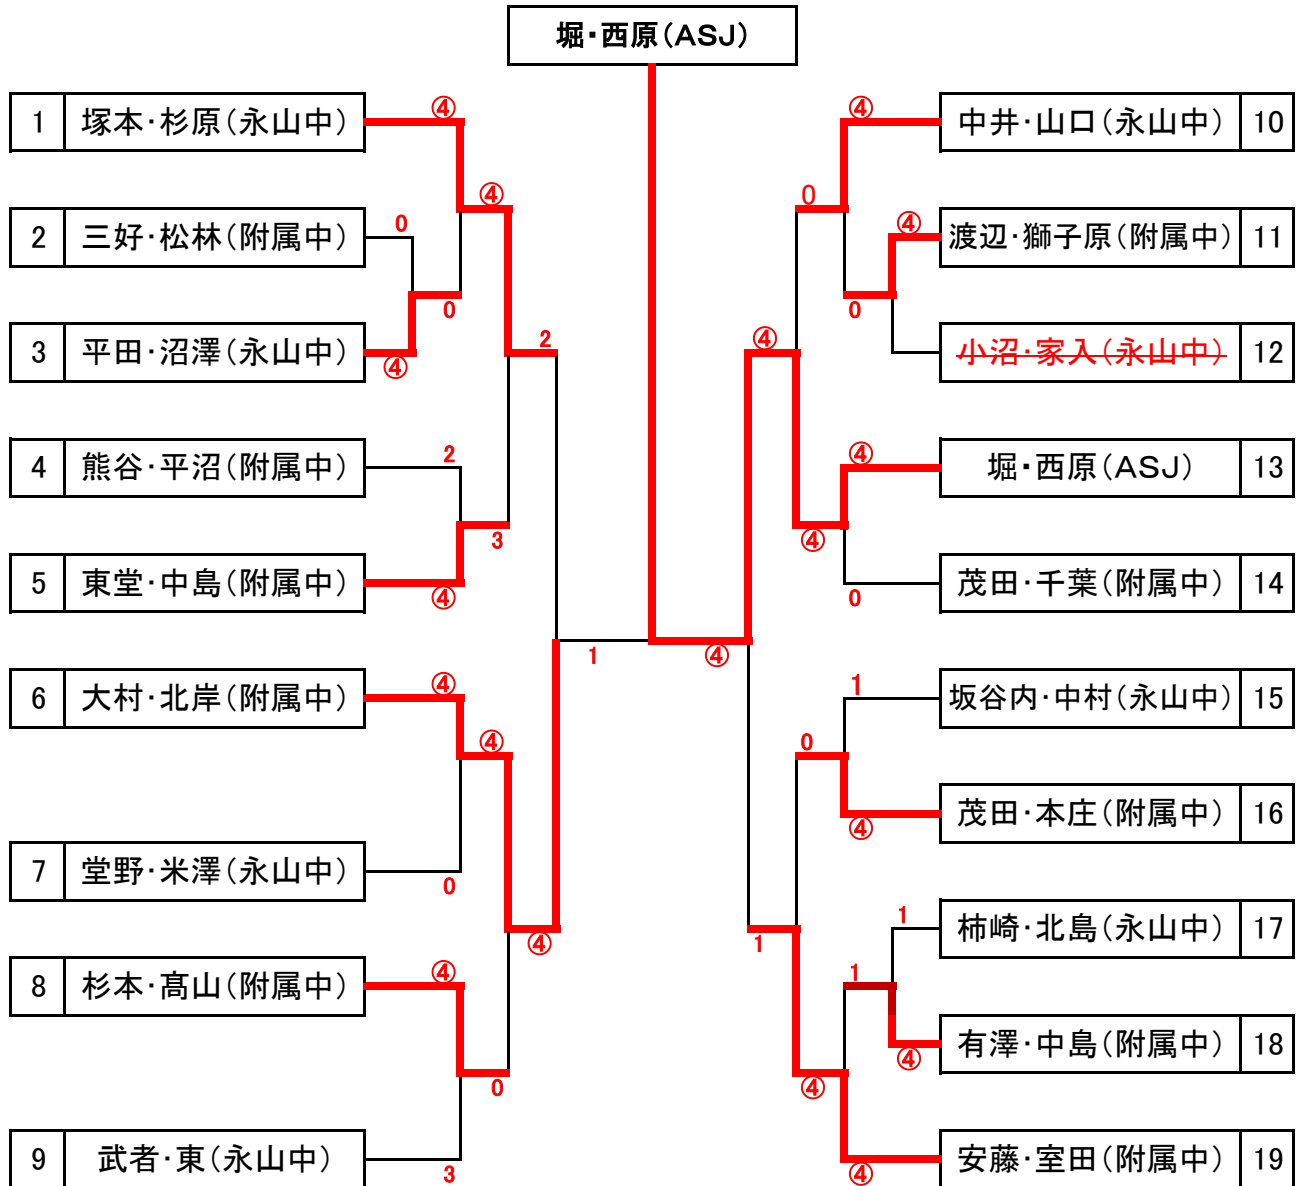 堀・西原(ASJ)
1 塚本・杉原(永山中)
④
④
0
2 三好・松林(附属中)
0
3 平田・沼澤(永山中)
④
2
4 熊谷・平沼(附属中)
2
3
5 東堂・中島(附属中)
④
1
6 大村・北岸(附属中)
④
④
7 堂野・米澤(永山中)
0
④
8 杉本・髙山(附属中)
④
0
9 武者・東(永山中)
3
④
中井・山口(永山中) 10
0
④
渡辺・獅子原(附属中) 11
0
④
小沼・家入(永山中) 12
④
堀・西原(ASJ) 13
④
0
茂田・千葉(附属中) 14
④
1
坂谷内・中村(永山中) 15
0
④
茂田・本庄(附属中) 16
1
柿崎・北島(永山中) 17
1
1
④
有澤・中島(附属中) 18
④
④
安藤・室田(附属中) 19